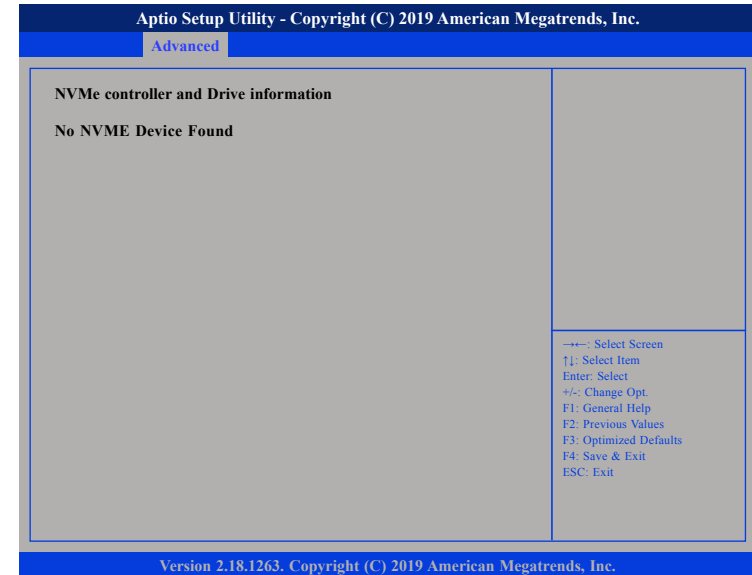 Aptio Setup Utility - Copyright (C) 2019 American Megatrends, Inc.
Advanced
NVMe controller and Drive information
No NVME Device Found
→←: Select Screen
↑↓: Select Item
Enter: Select
+/-: Change Opt.
F1: General Help
F2: Previous Values
F3: Optimized Defaults
F4: Save & Exit
ESC: Exit
Version 2.18.1263. Copyright (C) 2019 American Megatrends, Inc.